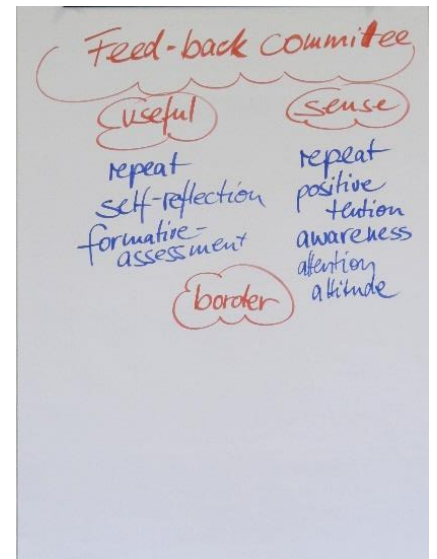 Feed-back commitee
useful
repeat
self-reflection
formative-
assessment
sense
repeat
positive
tention
awareness
attention
attitude
border